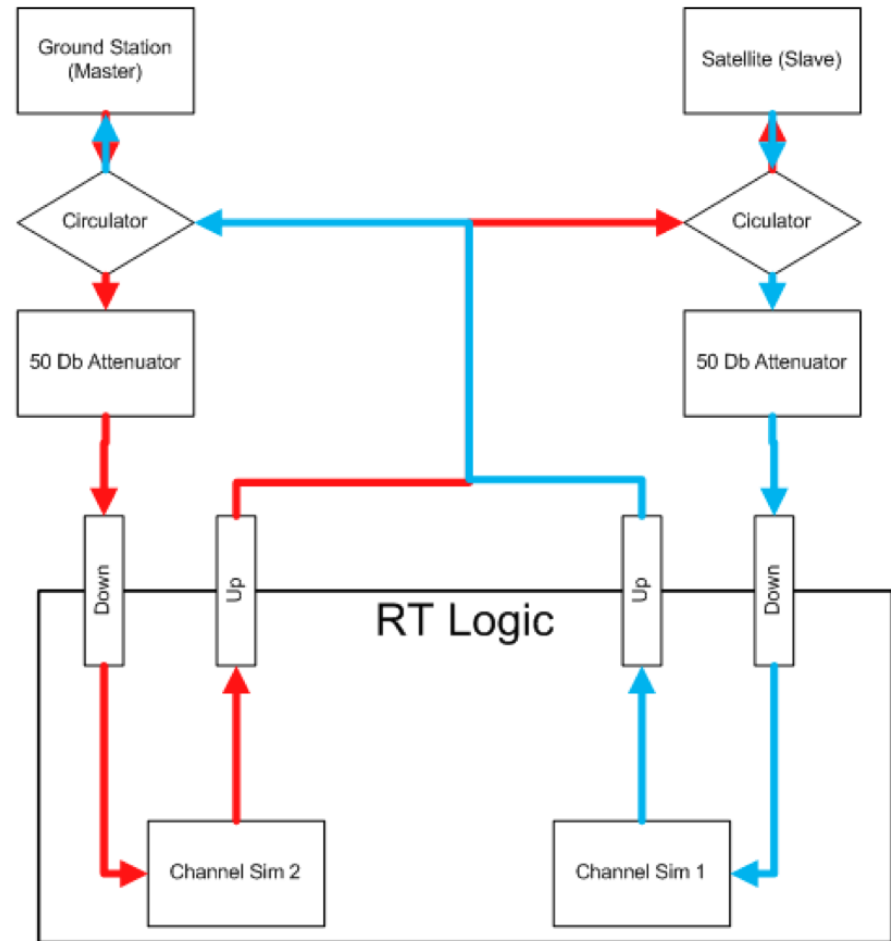 Ground Station
(Master)
Satellite (Slave)
Circulator
Ciculator
50 Db Attenuator
50 Db Attenuator
Down
Up
Up
Down
RT Logic
Channel Sim 2
Channel Sim 1